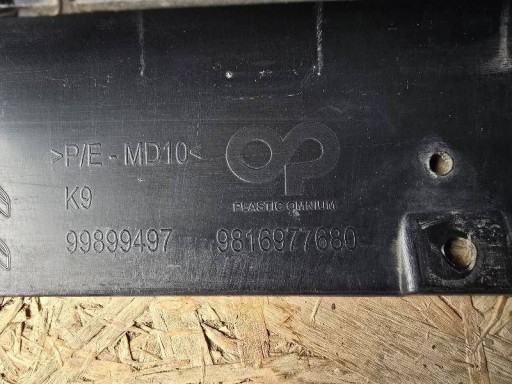 >P/E - MD10<
K9
PLASTIC OMNIUM
99899497 9816977680